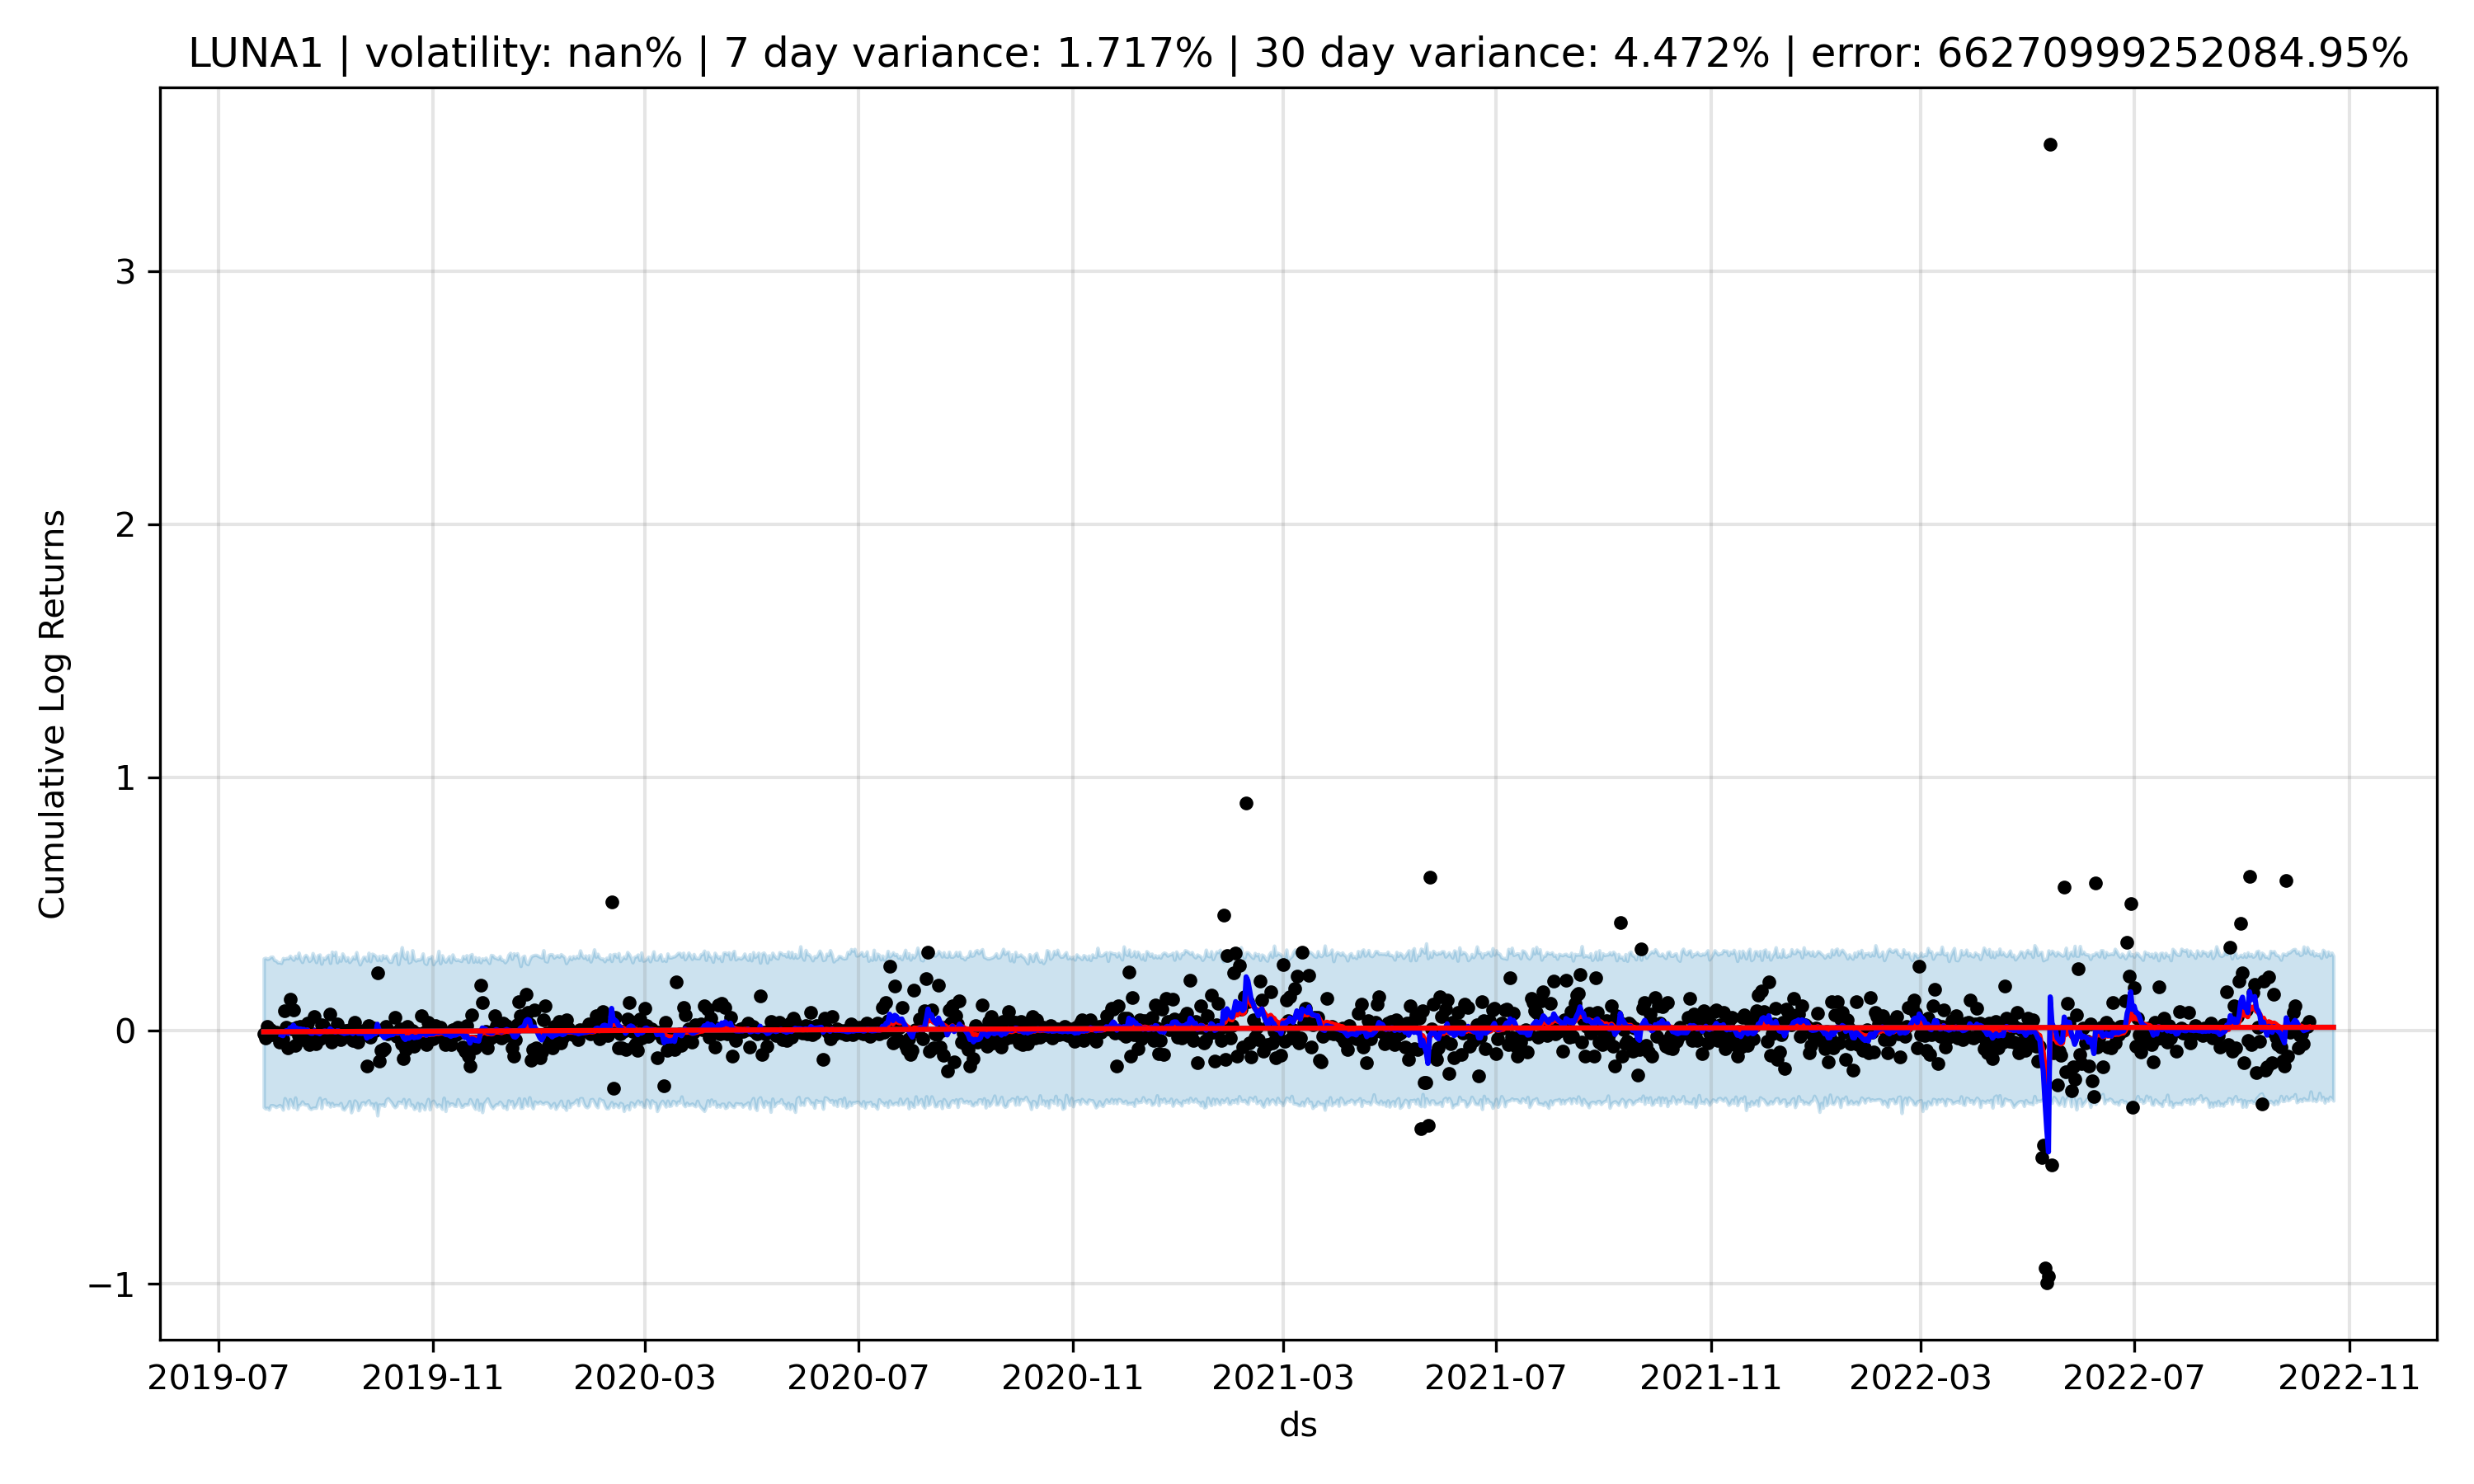 LUNA1 | volatility: nan% | 7 day variance: 1.717% | 30 day variance: 4.472% | error: 66270999252084.95%
Cumulative Log Returns
3
2
1
0
−1
2019-07 2019-11 2020-03 2020-07 2020-11 2021-03 2021-07 2021-11 2022-03 2022-07 2022-11
ds